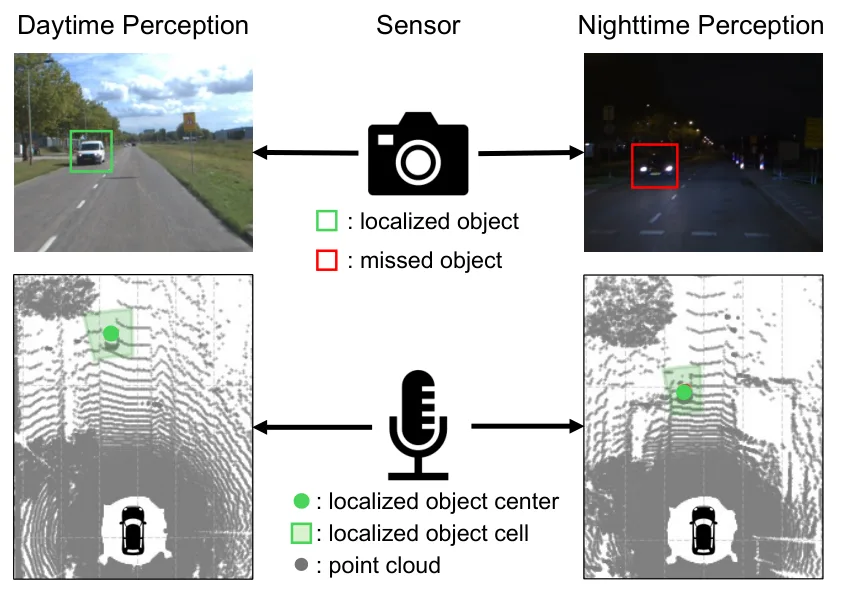 Daytime Perception
Sensor
Nighttime Perception
: localized object
: missed object
: localized object center
: localized object cell
: point cloud